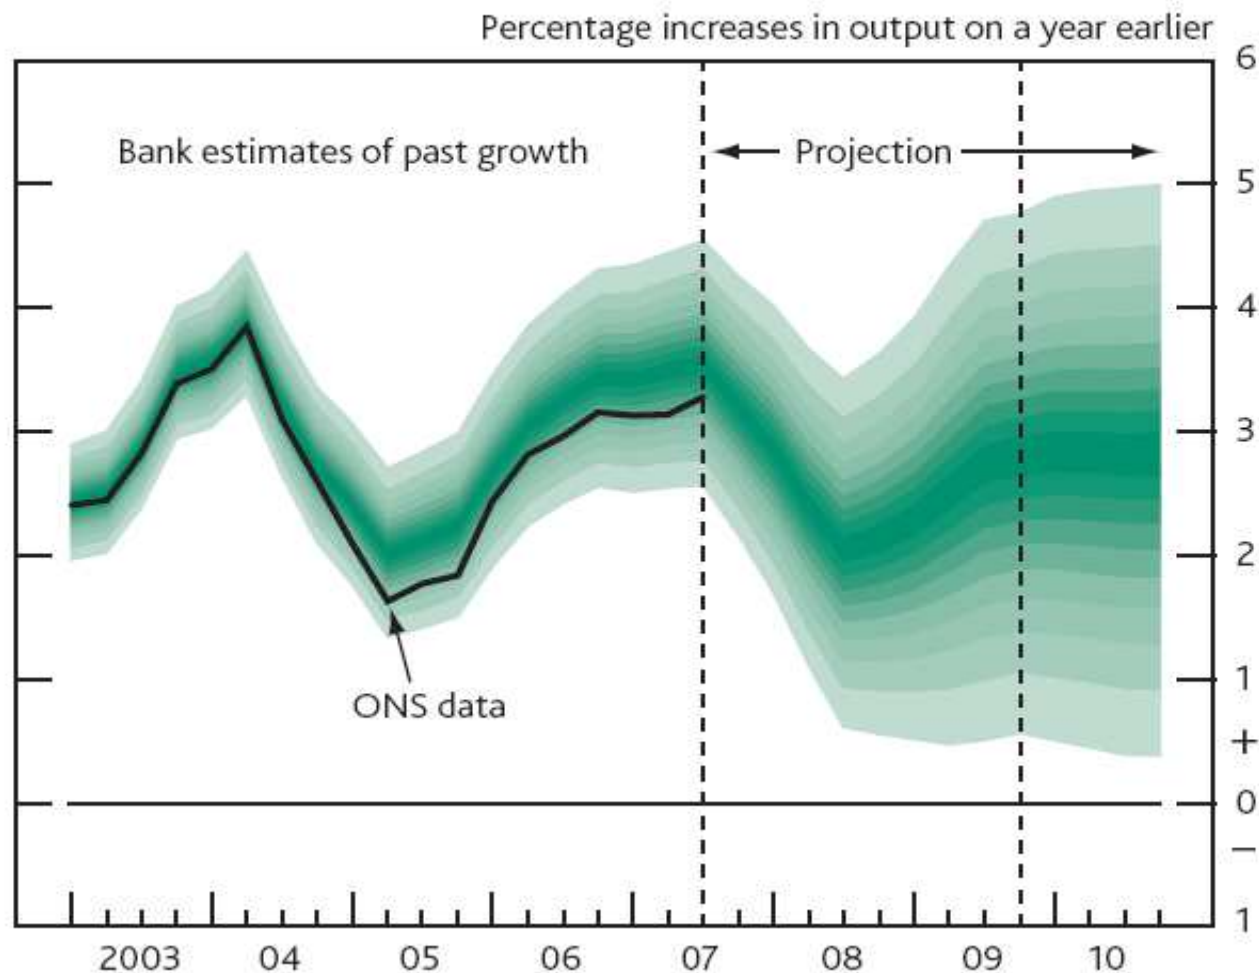 Percentage increases in output on a year earlier
6
Bank estimates of past growth
Projection
5
4
3
2
1
ONS data
+
0
−
1
2003 04 05 06 07 08 09 10